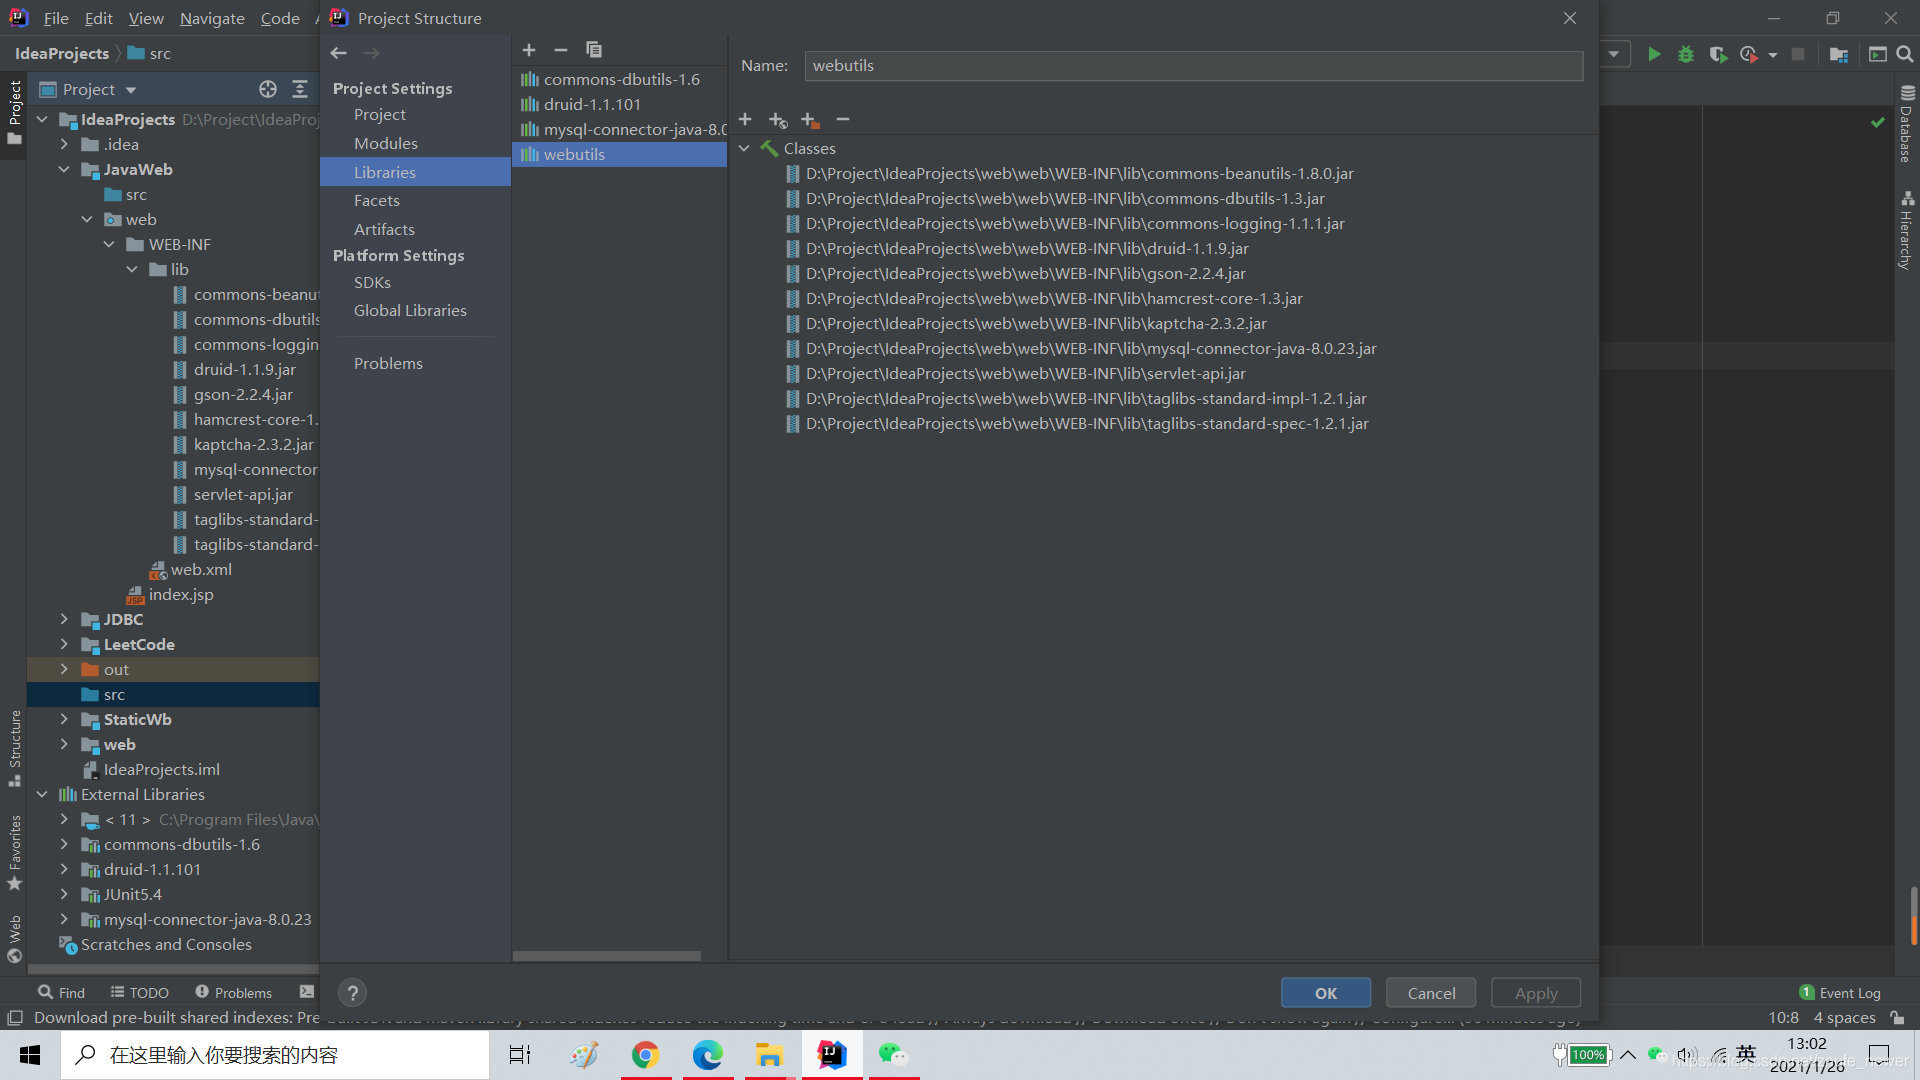 File Edit View Navigate Code
Project Structure
IdeaProjects src
Project
IdeaProjects D:\Project\IdeaProj
.idea
JavaWeb
src
web
WEB-INF
lib
commons-beanut
commons-dbutils
commons-loggin
druid-1.1.9.jar
gson-2.2.4.jar
hamcrest-core-1.
kaptcha-2.3.2.jar
mysql-connector
servlet-api.jar
taglibs-standard-
taglibs-standard-
web.xml
index.jsp
JDBC
LeetCode
out
src
StaticWb
web
IdeaProjects.iml
External Libraries
< 11 > C:\Program Files\Java\
commons-dbutils-1.6
druid-1.1.101
JUnit5.4
mysql-connector-java-8.0.23
Scratches and Consoles
Project
Structure
Favorites
Web
Project Settings
Project
Modules
Libraries
Facets
Artifacts
Platform Settings
SDKs
Global Libraries
Problems
commons-dbutils-1.6
druid-1.1.101
mysql-connector-java-8.0
webutils
Name: webutils
Classes
D:\Project\IdeaProjects\web\web\WEB-INF\lib\commons-beanutils-1.8.0.jar
D:\Project\IdeaProjects\web\web\WEB-INF\lib\commons-dbutils-1.3.jar
D:\Project\IdeaProjects\web\web\WEB-INF\lib\commons-logging-1.1.1.jar
D:\Project\IdeaProjects\web\web\WEB-INF\lib\druid-1.1.9.jar
D:\Project\IdeaProjects\web\web\WEB-INF\lib\gson-2.2.4.jar
D:\Project\IdeaProjects\web\web\WEB-INF\lib\hamcrest-core-1.3.jar
D:\Project\IdeaProjects\web\web\WEB-INF\lib\kaptcha-2.3.2.jar
D:\Project\IdeaProjects\web\web\WEB-INF\lib\mysql-connector-java-8.0.23.jar
D:\Project\IdeaProjects\web\web\WEB-INF\lib\servlet-api.jar
D:\Project\IdeaProjects\web\web\WEB-INF\lib\taglibs-standard-impl-1.2.1.jar
D:\Project\IdeaProjects\web\web\WEB-INF\lib\taglibs-standard-spec-1.2.1.jar
Database
Hierarchy
? OK Cancel Apply
Find TODO Problems
1 Event Log
Download pre-built shared indexes: Pre-
10:8 4 spaces
在这里输入你要搜索的内容
100% 英
13:02
2021/1/26
https://blog.csdn.net/znufe_newer